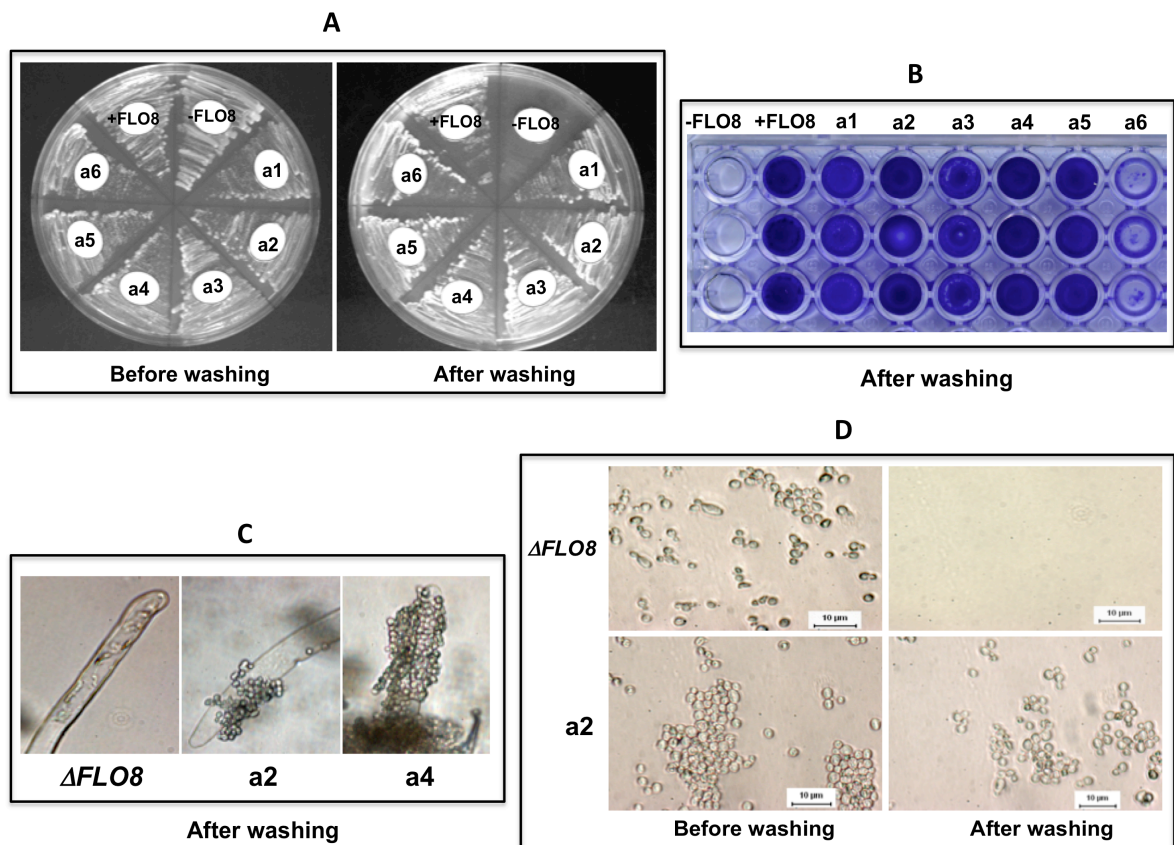 A
+FLO8
-FLO8
a6
a1
a5
a2
a4
a3
Before washing
+FLO8
-FLO8
a6
a1
a5
a2
a4
a3
After washing
B
-FLO8 +FLO8 a1 a2 a3 a4 a5 a6
After washing
C
ΔFLO8
a2
a4
After washing
D
ΔFLO8
10 µm
10 µm
a2
10 µm
10 µm
Before washing
After washing